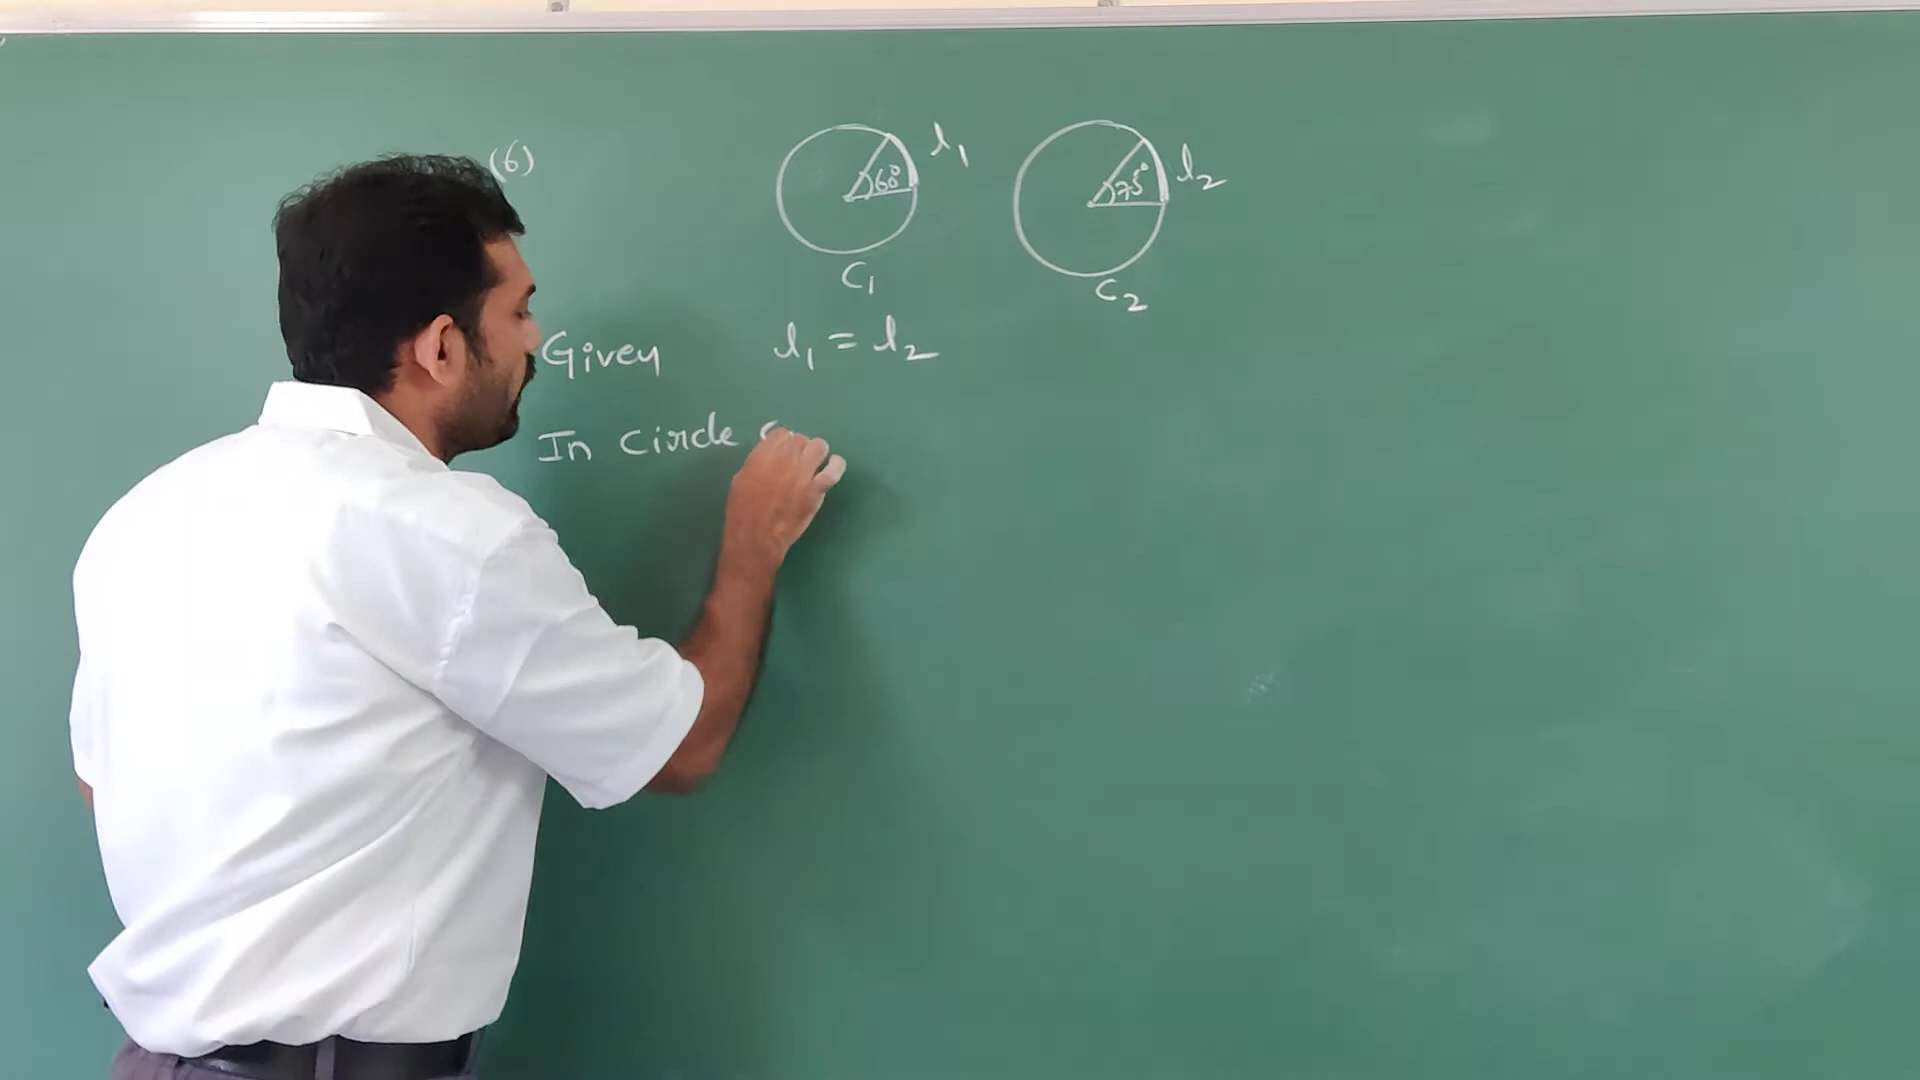 (6)
60° l₁
75° l₂
C₁
C₂
Given l₁ = l₂
In circle C